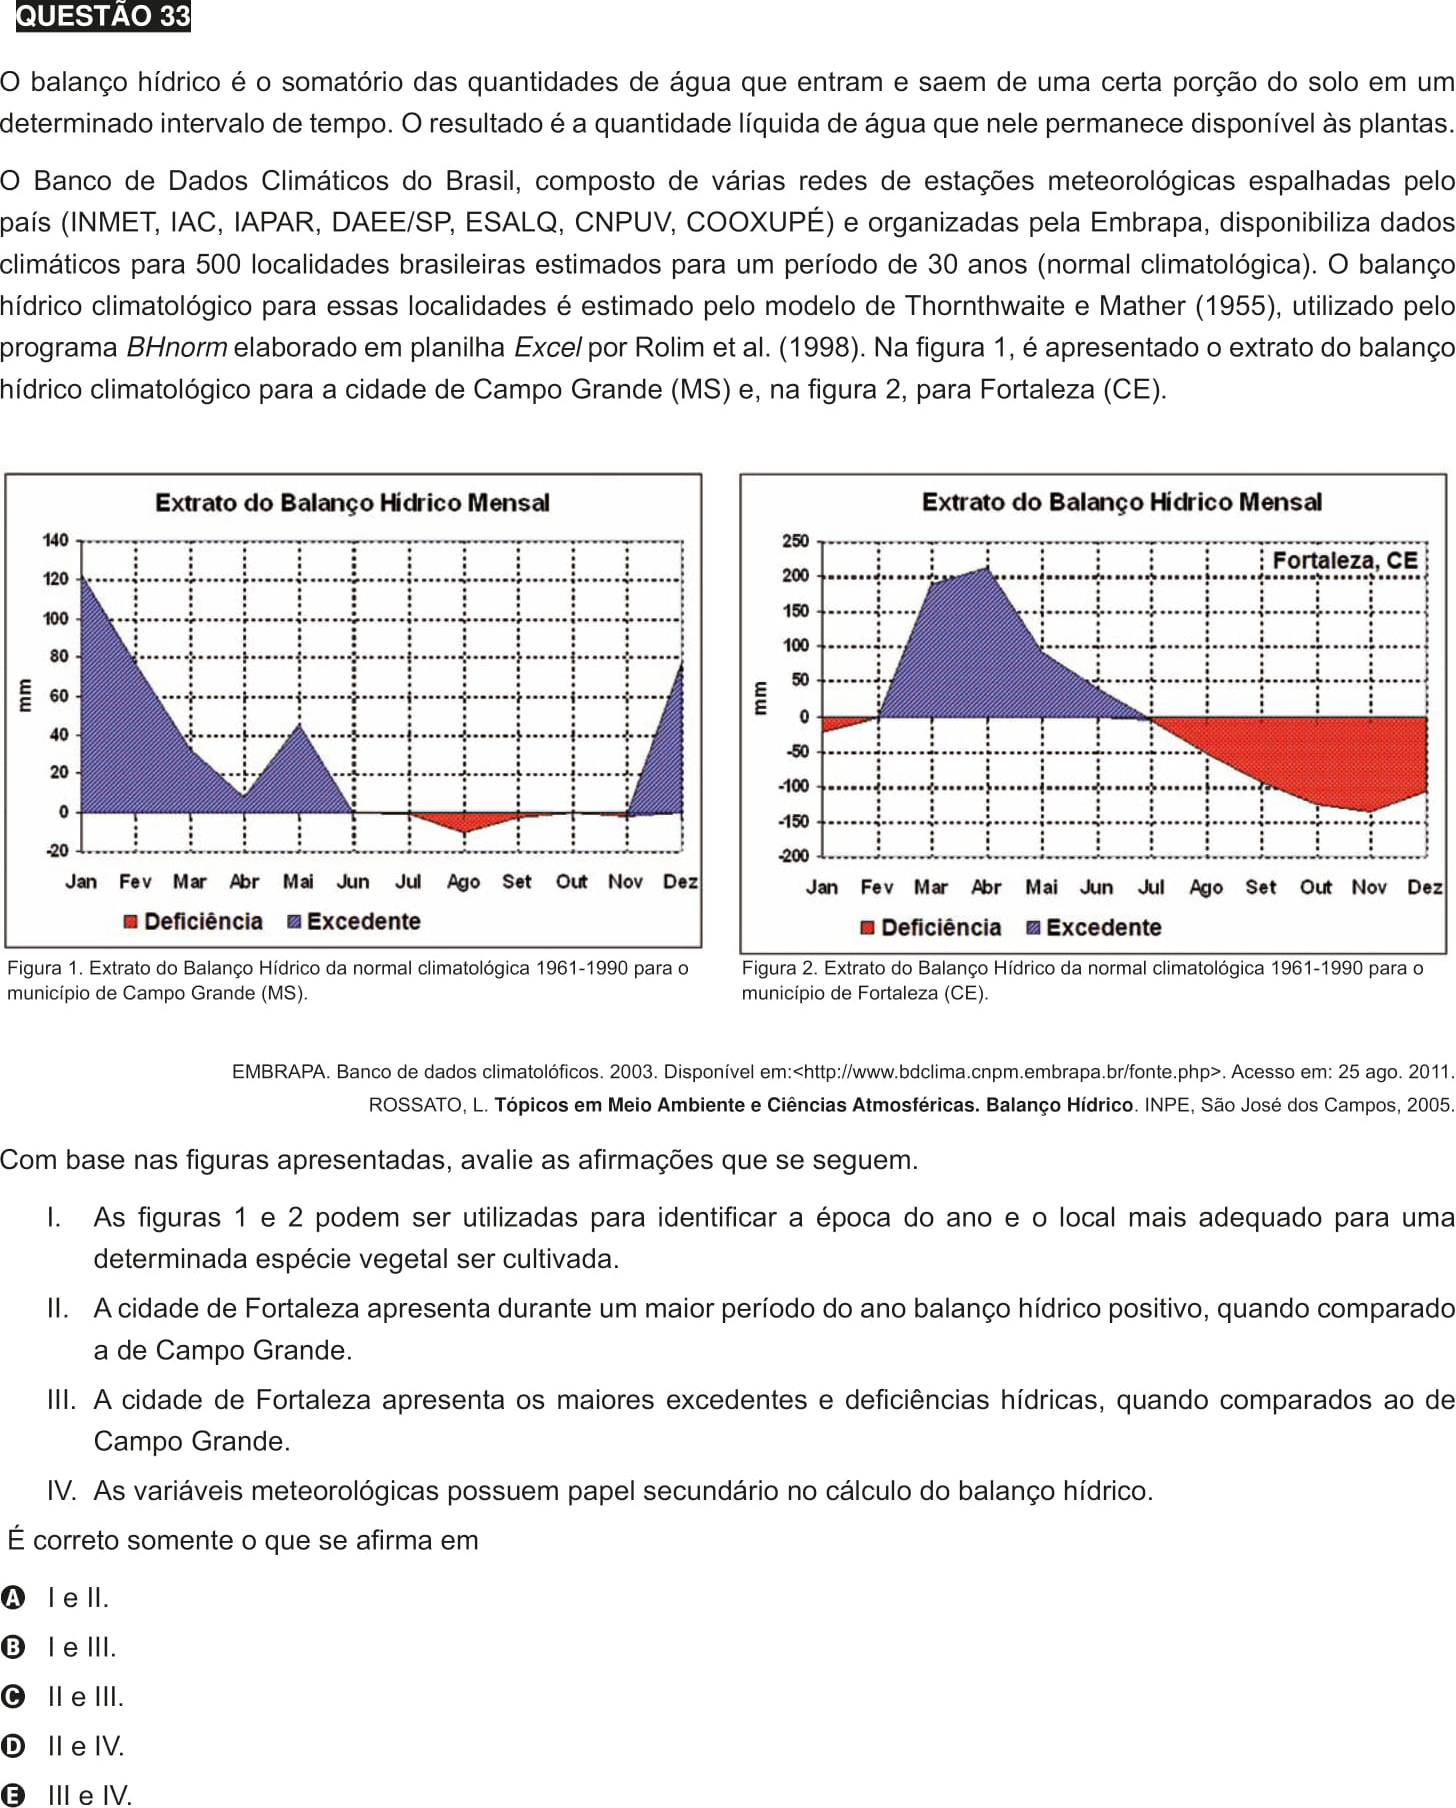 QUESTÃO 33
O balanço hídrico é o somatório das quantidades de água que entram e saem de uma certa porção do solo em um
determinado intervalo de tempo. O resultado é a quantidade líquida de água que nele permanece disponível às plantas.
O Banco de Dados Climáticos do Brasil, composto de várias redes de estações meteorológicas espalhadas pelo
país (INMET, IAC, IAPAR, DAEE/SP, ESALQ, CNPUV, COOXUPÉ) e organizadas pela Embrapa, disponibiliza dados
climáticos para 500 localidades brasileiras estimados para um período de 30 anos (normal climatológica). O balanço
hídrico climatológico para essas localidades é estimado pelo modelo de Thornthwaite e Mather (1955), utilizado pelo
programa BHnorm elaborado em planilha Excel por Rolim et al. (1998). Na figura 1, é apresentado o extrato do balanço
hídrico climatológico para a cidade de Campo Grande (MS) e, na figura 2, para Fortaleza (CE).
Extrato do Balanço Hídrico Mensal
140
120
100
80
60
40
20
0
-20
mm
Jan Fev Mar Abr Mai Jun Jul Ago Set Out Nov Dez
Deficiência Excedente
Figura 1. Extrato do Balanço Hídrico da normal climatológica 1961-1990 para o
município de Campo Grande (MS).
Extrato do Balanço Hídrico Mensal
Fortaleza, CE
250
200
150
100
50
0
-50
-100
-150
-200
mm
Jan Fev Mar Abr Mai Jun Jul Ago Set Out Nov Dez
Deficiência Excedente
Figura 2. Extrato do Balanço Hídrico da normal climatológica 1961-1990 para o
município de Fortaleza (CE).
EMBRAPA. Banco de dados climatolóficos. 2003. Disponível em:<http://www.bdclima.cnpm.embrapa.br/fonte.php>. Acesso em: 25 ago. 2011.
ROSSATO, L. Tópicos em Meio Ambiente e Ciências Atmosféricas. Balanço Hídrico. INPE, São José dos Campos, 2005.
Com base nas figuras apresentadas, avalie as afirmações que se seguem.
I. As figuras 1 e 2 podem ser utilizadas para identificar a época do ano e o local mais adequado para uma
determinada espécie vegetal ser cultivada.
II. A cidade de Fortaleza apresenta durante um maior período do ano balanço hídrico positivo, quando comparado
a de Campo Grande.
III. A cidade de Fortaleza apresenta os maiores excedentes e deficiências hídricas, quando comparados ao de
Campo Grande.
IV. As variáveis meteorológicas possuem papel secundário no cálculo do balanço hídrico.
É correto somente o que se afirma em
A I e II.
B I e III.
C II e III.
D II e IV.
E III e IV.